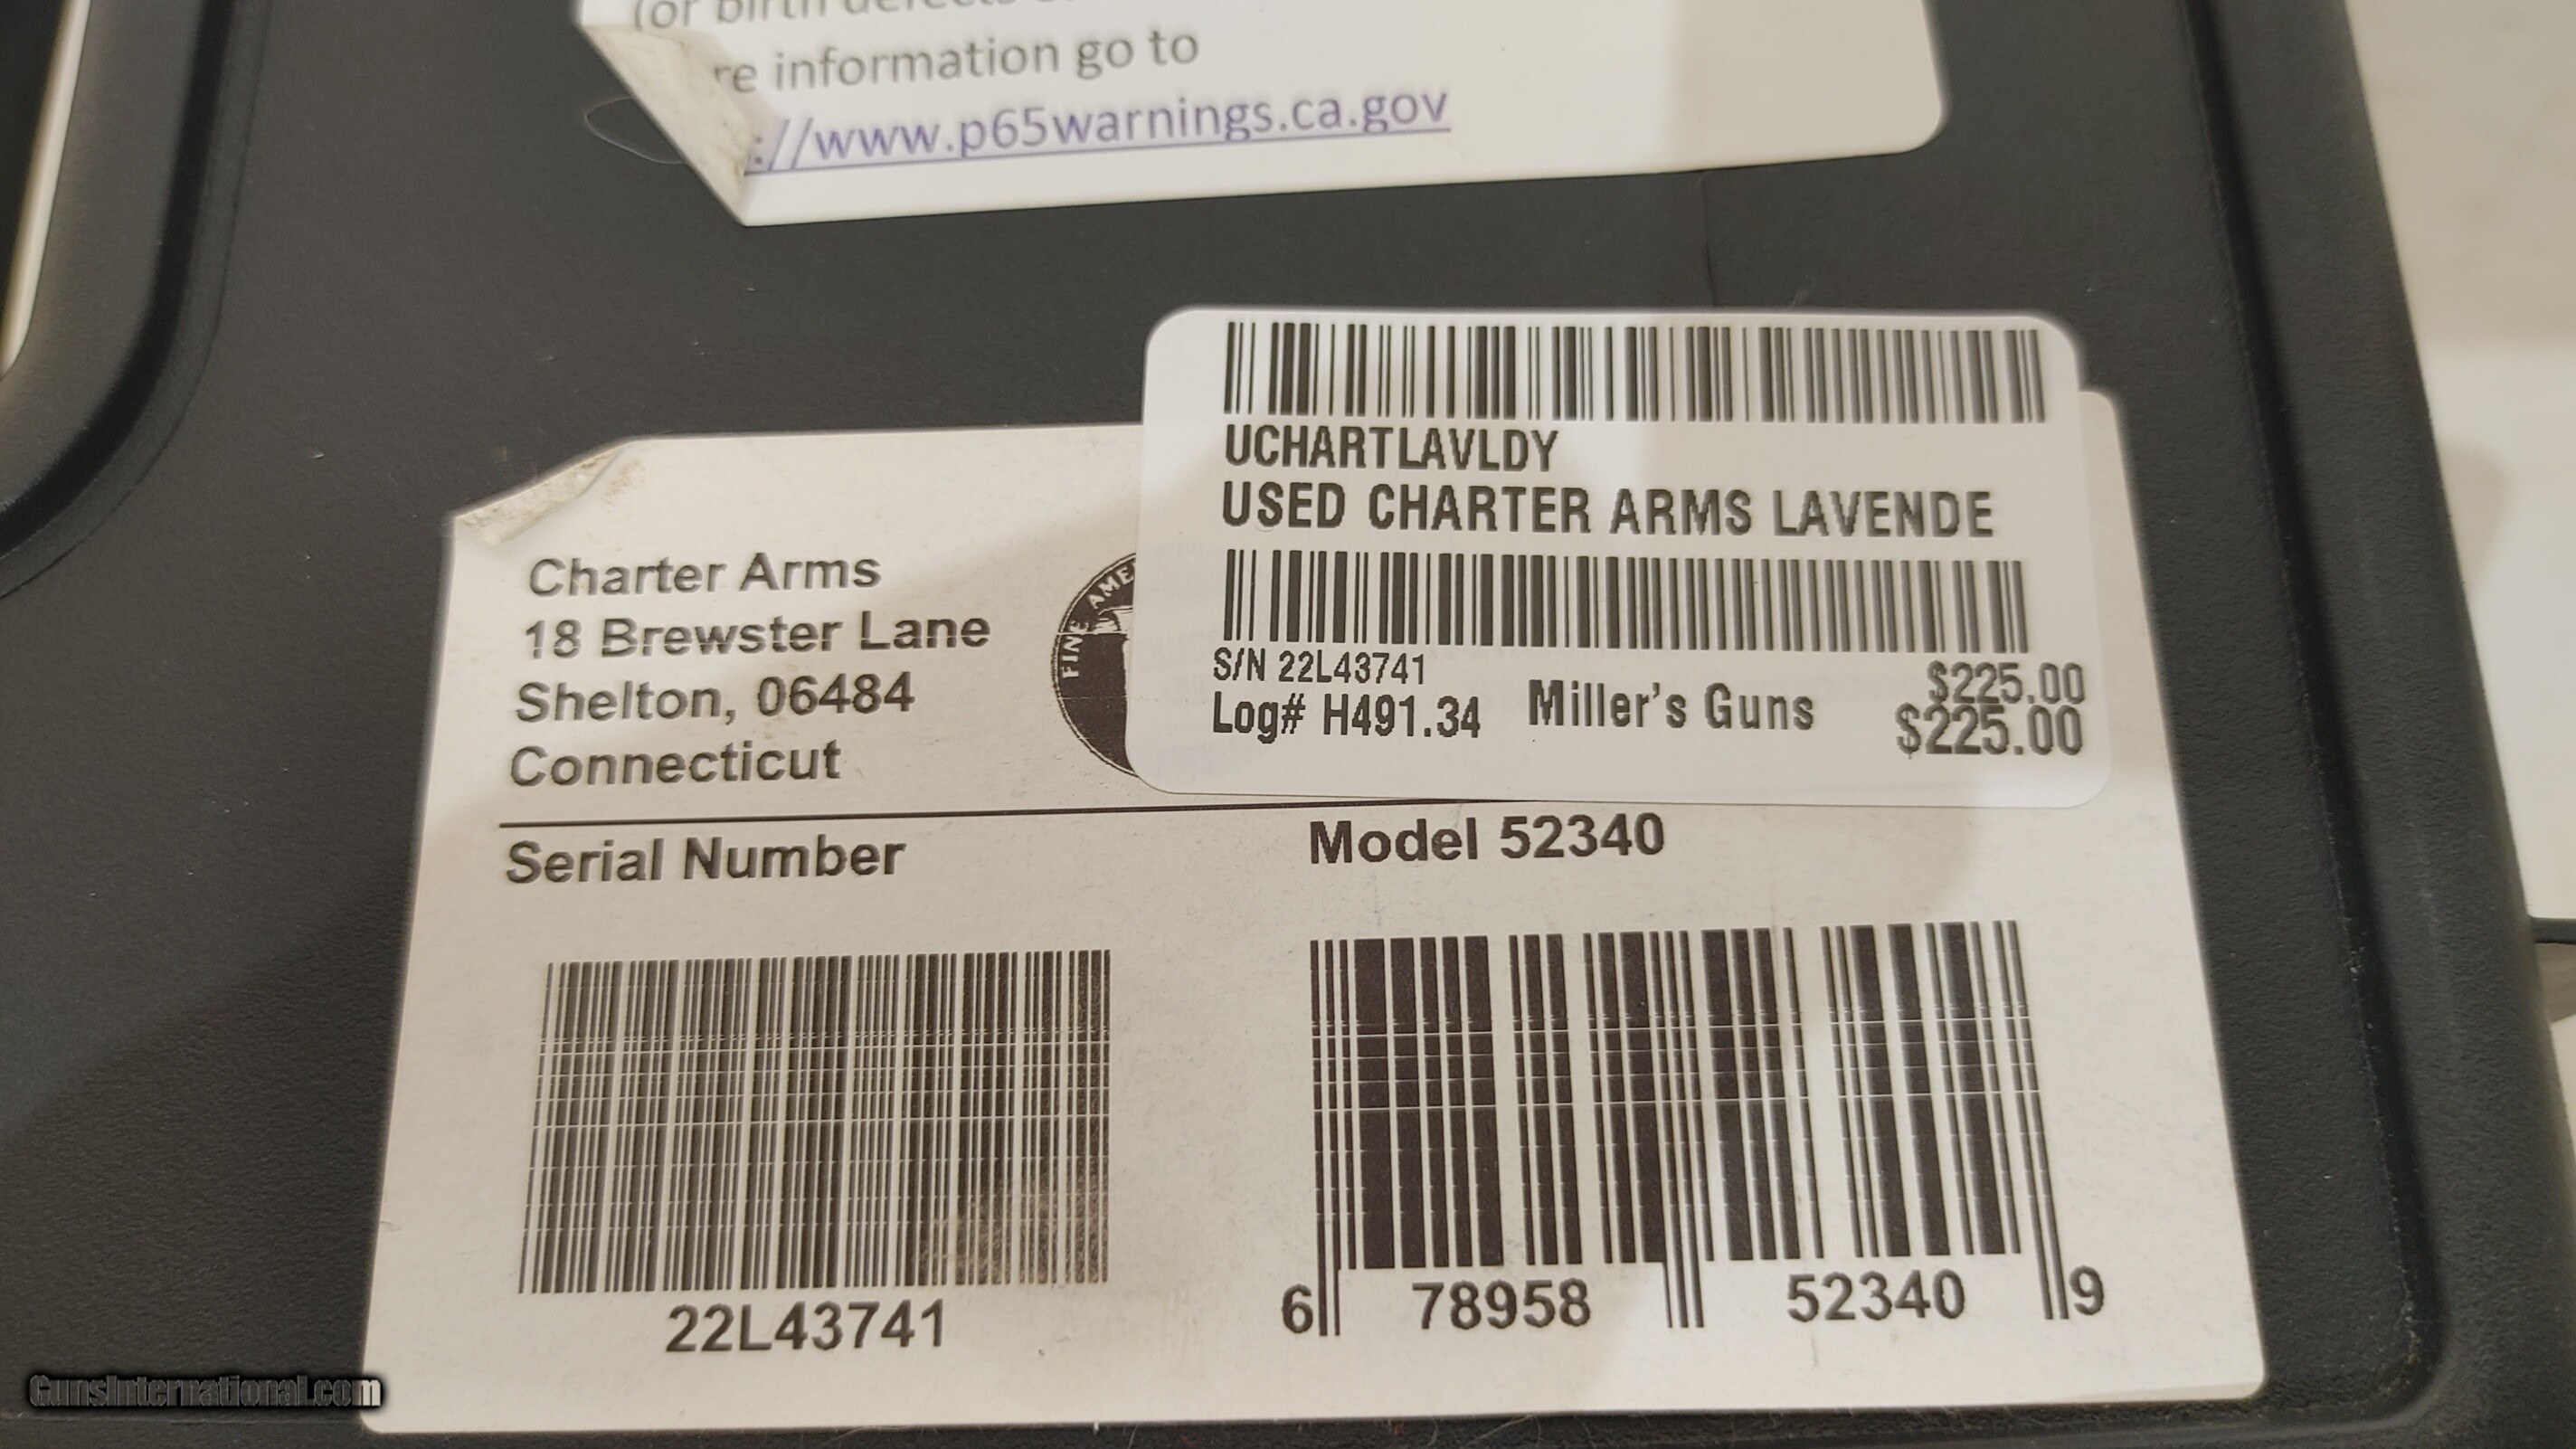 re information go to
://www.p65warnings.ca.gov
UCHARTLAVLDY
USED CHARTER ARMS LAVENDE
S/N 22L43741
$225.00
Log# H491.34 Miller's Guns $225.00
Charter Arms
18 Brewster Lane
Shelton, 06484
Connecticut
FINE AME
Serial Number
Model 52340
22L43741
6 78958 52340 9
GunsInternational.com